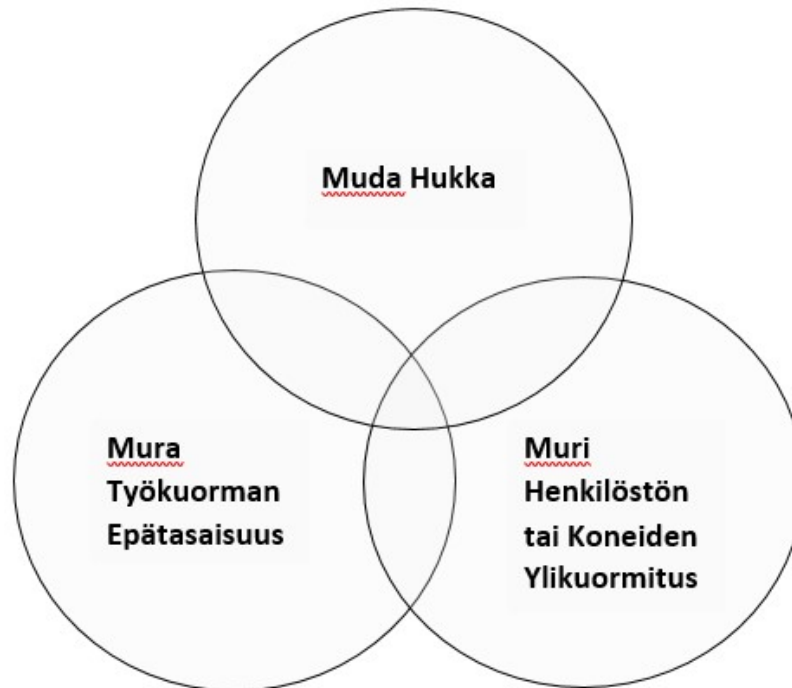 Muda Hukka
Mura
Työkuorman
Epätasaisuus
Muri
Henkilöstön
tai Koneiden
Ylikuormitus